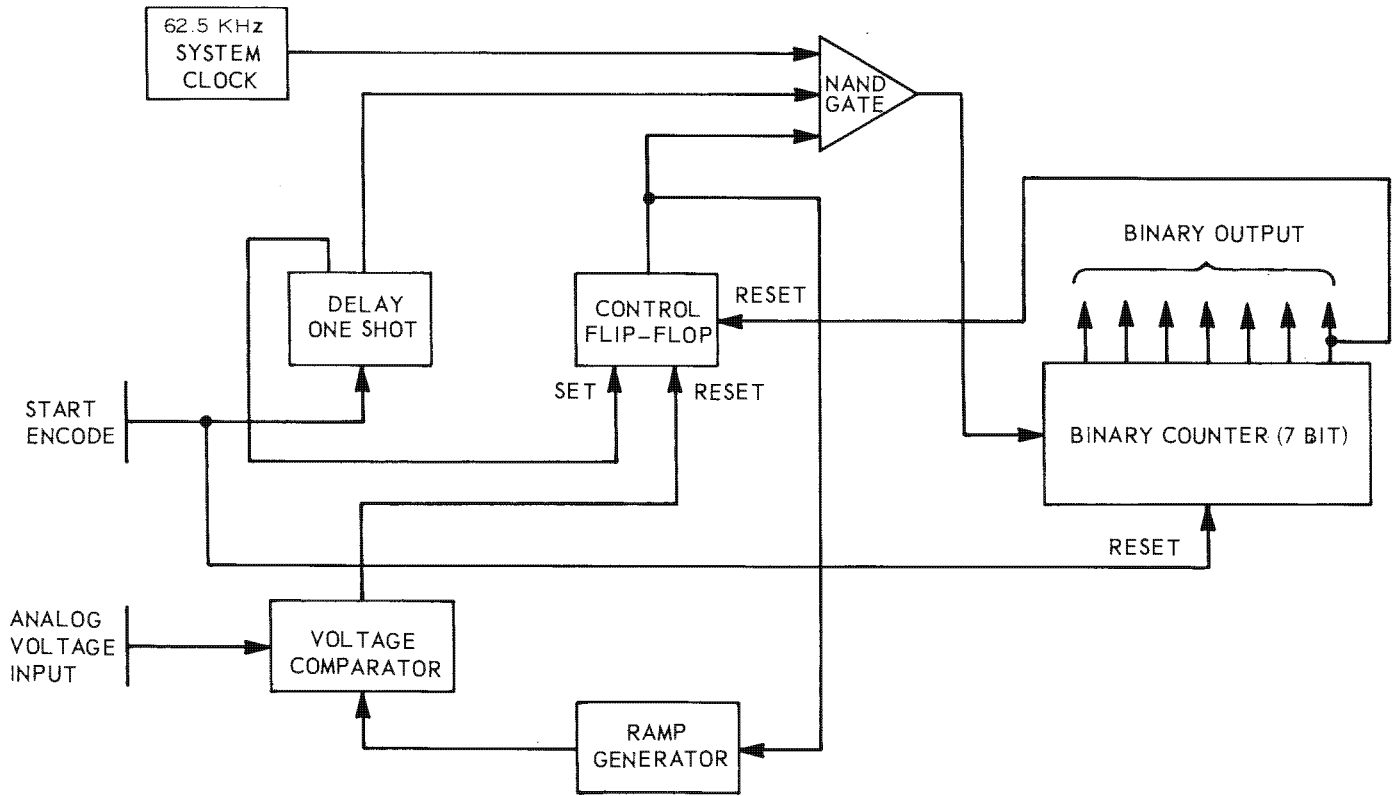 62.5 KHz
SYSTEM
CLOCK
NAND
GATE
BINARY OUTPUT
DELAY
ONE SHOT
CONTROL
FLIP-FLOP
RESET
SET
RESET
START
ENCODE
BINARY COUNTER (7 BIT)
RESET
ANALOG
VOLTAGE
INPUT
VOLTAGE
COMPARATOR
RAMP
GENERATOR